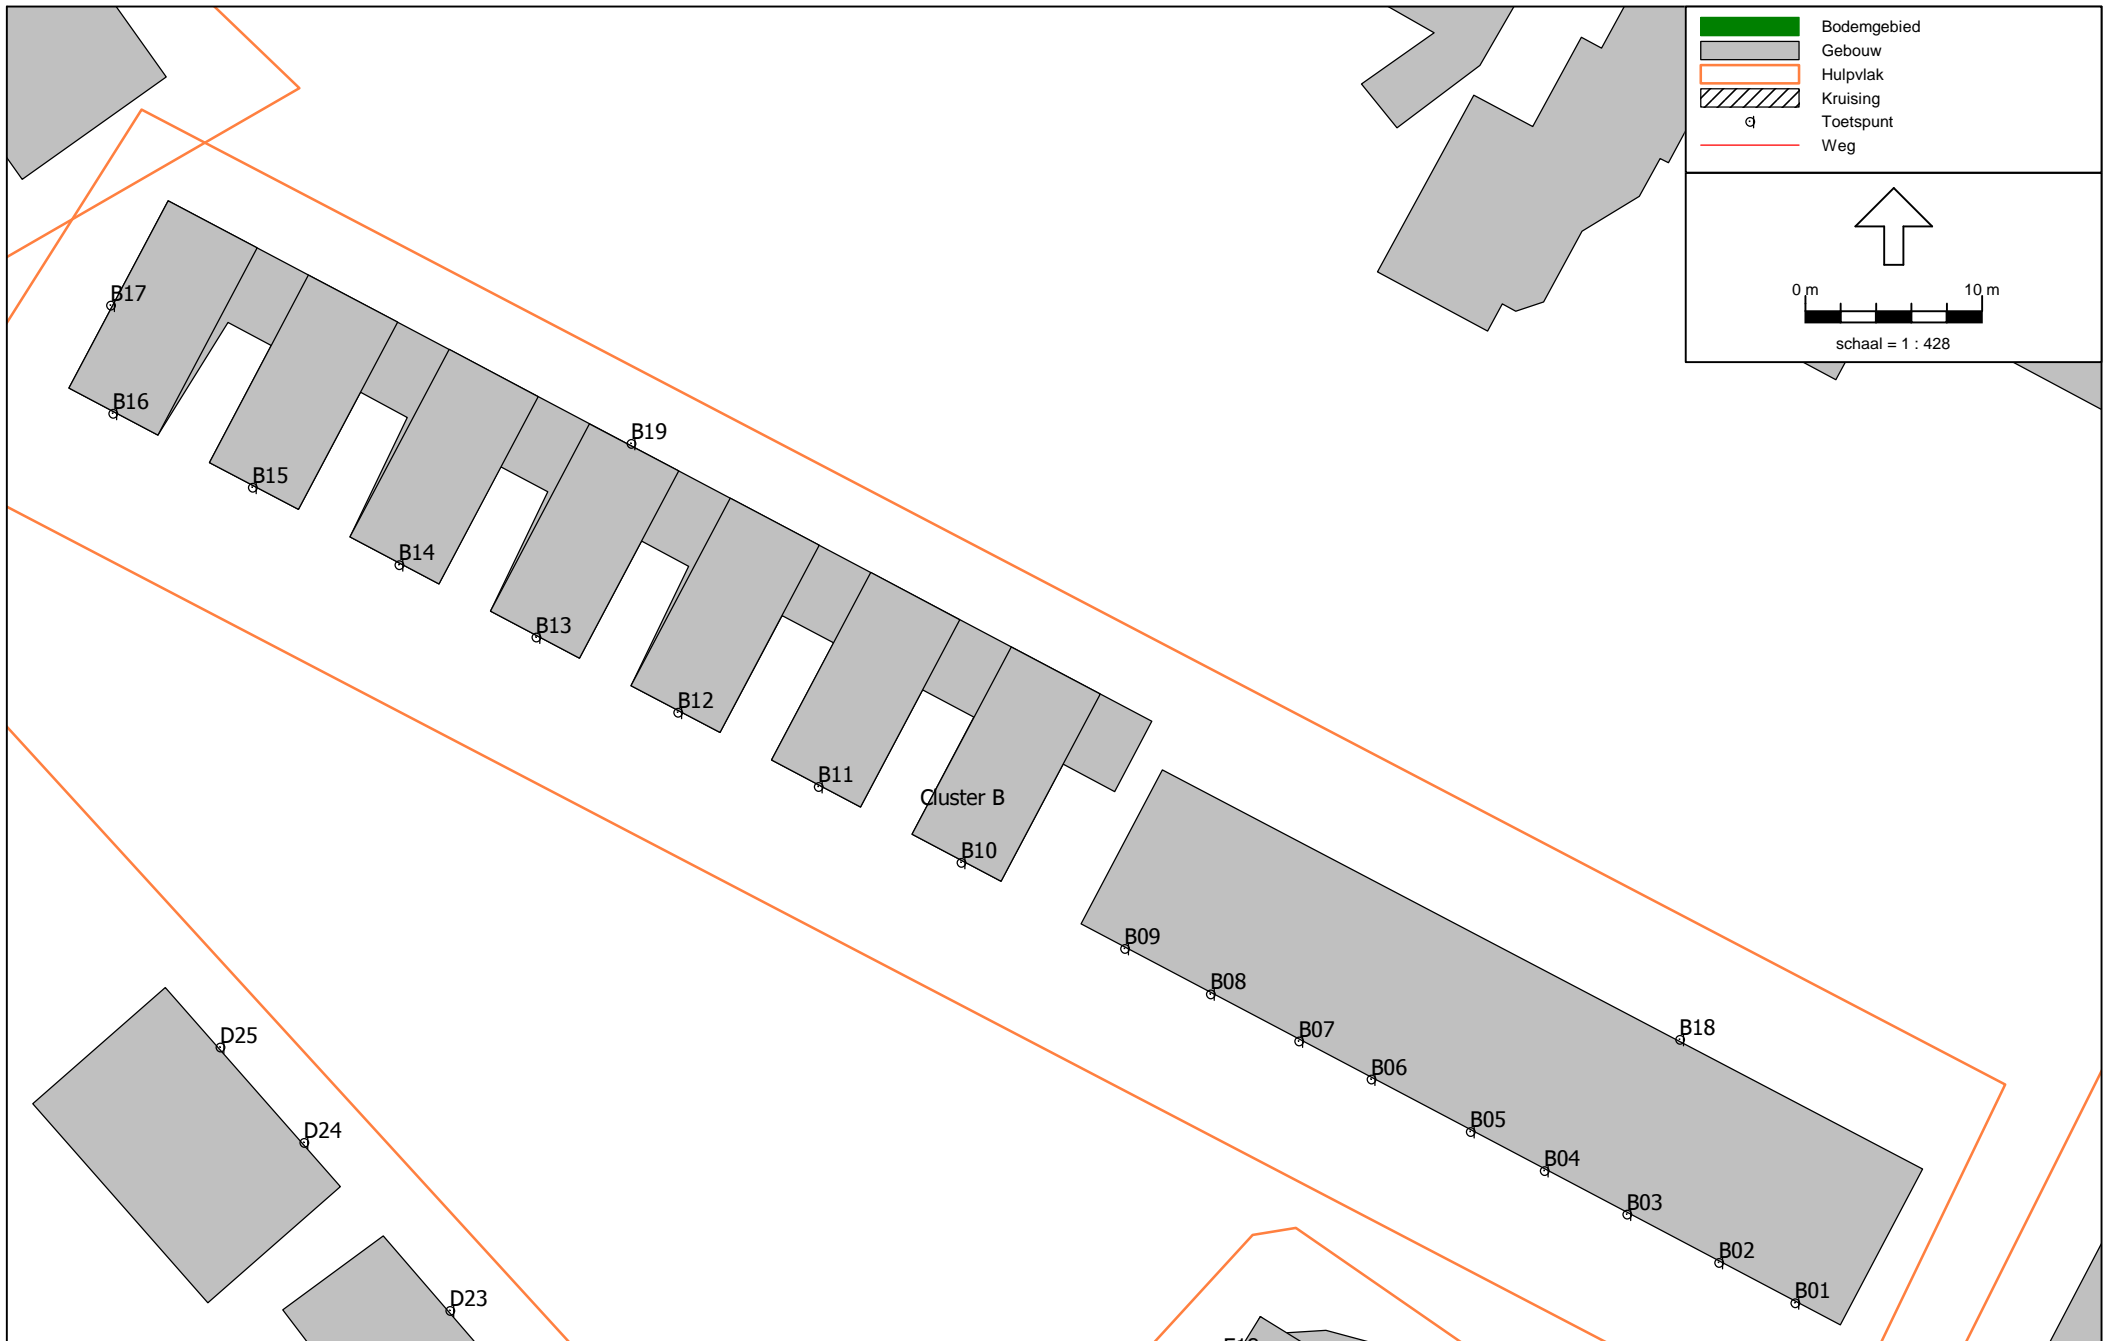 Bodemgebied
Gebouw
Hulpvlak
Kruising
Toetspunt
Weg
0 m
10 m
schaal = 1 : 428
B17
B16
B15
B19
B14
B13
B12
B11
Cluster B
B10
B09
B08
B07
B18
B06
B05
B04
B03
B02
B01
D25
D24
D23